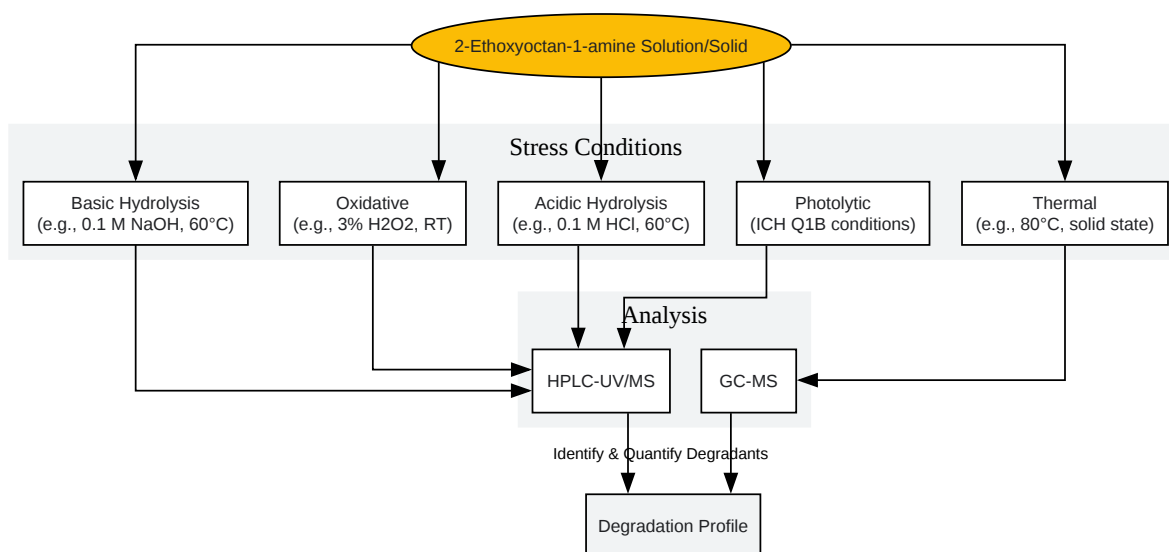 2-Ethoxyoctan-1-amine Solution/Solid
Stress Conditions
Basic Hydrolysis
(e.g., 0.1 M NaOH, 60°C)
Oxidative
(e.g., 3% H2O2, RT)
Acidic Hydrolysis
(e.g., 0.1 M HCl, 60°C)
Photolytic
(ICH Q1B conditions)
Thermal
(e.g., 80°C, solid state)
Analysis
HPLC-UV/MS
GC-MS
Identify & Quantify Degradants
Degradation Profile